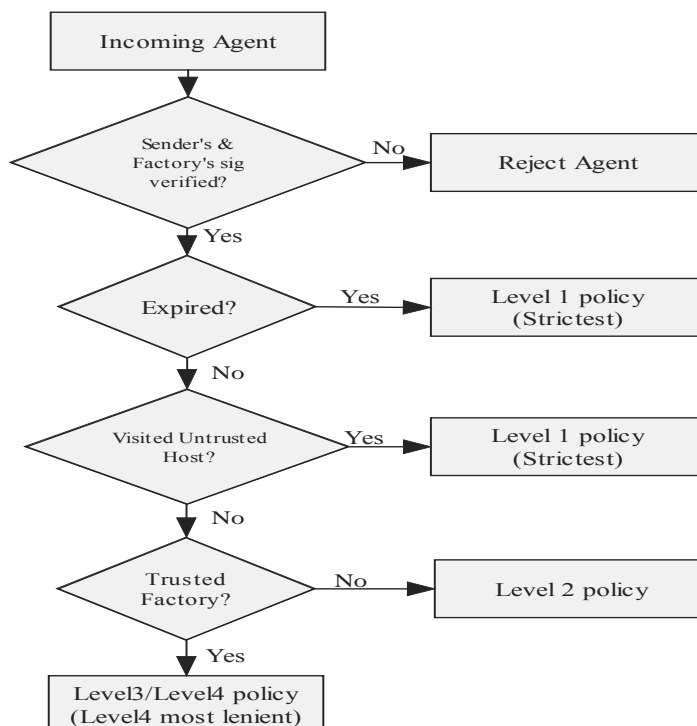 Incoming Agent
Sender's &
Factory's sig
verified?
No
Reject Agent
Yes
Expired?
Yes
Level 1 policy
(Strictest)
No
Visited Untrusted
Host?
Yes
Level 1 policy
(Strictest)
No
Trusted
Factory?
No
Level 2 policy
Yes
Level3/Level4 policy
(Level4 most lenient)